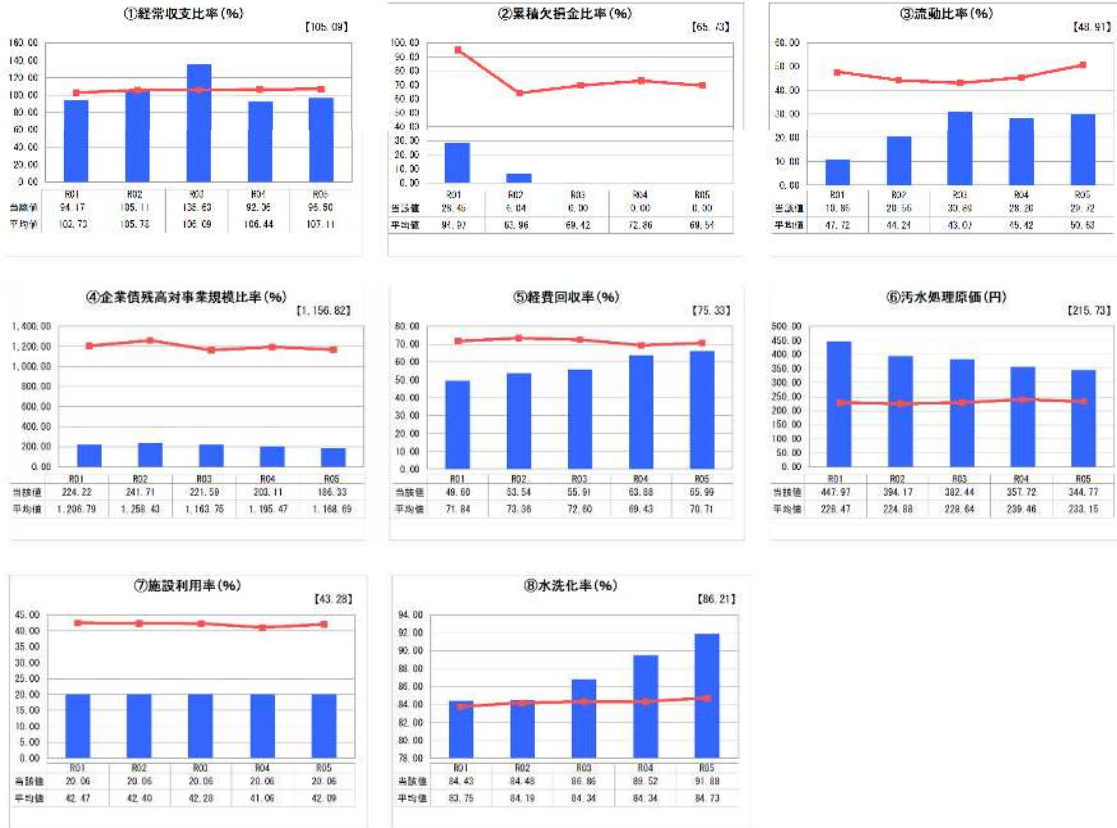 ①経常収支比率(%)
【105.09】
160.00
140.00
120.00
100.00
80.00
60.00
40.00
20.00
0.00
R01 R02 R03 R04 R05
当該値 94.17 105.11 92.06 96.50
平均値 102.73 105.78 106.09 106.44 107.11
②累積欠損金比率(%)
【65.73】
100.00
90.00
80.00
70.00
60.00
50.00
40.00
30.00
20.00
10.00
0.00
R01 R02 R03 R04 R05
当該値 28.45 6.04 0.00 0.00 0.00
平均値 94.97 63.96 69.42 72.86 69.54
③流動比率(%)
【48.91】
60.00
50.00
40.00
30.00
20.00
10.00
0.00
R01 R02 R03 R04 R05
当該値 20.56 28.20 29.72
平均値 47.72 44.24 43.07 45.42 50.63
④企業債残高対事業規模比率(%)
【1,156.82】
1,400.00
1,200.00
1,000.00
800.00
600.00
400.00
200.00
0.00
R01 R02 R03 R04 R05
当該値 224.22 241.71 221.59 203.11 186.33
平均値 1,206.79 1,258.43 1,163.75 1,195.47 1,168.69
⑤経費回収率(%)
【75.33】
80.00
70.00
60.00
50.00
40.00
30.00
20.00
10.00
0.00
R01 R02 R03 R04 R05
当該値 49.60 53.54 55.91 63.88 65.99
平均値 71.84 73.36 72.60 69.43 70.71
⑥汚水処理原価(円)
【215.73】
500.00
450.00
400.00
350.00
300.00
250.00
200.00
150.00
100.00
50.00
0.00
R01 R02 R03 R04 R05
当該値 447.97 394.17 382.44 357.72 344.77
平均値 228.47 224.88 228.64 239.46 233.15
⑦施設利用率(%)
【43.28】
45.00
40.00
35.00
30.00
25.00
20.00
15.00
10.00
5.00
0.00
R01 R02 R03 R04 R05
当該値 20.06 20.06 20.06 20.06 20.06
平均値 42.47 42.40 42.28 41.06 42.09
⑧水洗化率(%)
【86.21】
94.00
92.00
90.00
88.00
86.00
84.00
82.00
80.00
78.00
R01 R02 R03 R04 R05
当該値 84.43 84.48 86.86 89.52 91.88
平均値 83.75 84.19 84.34 84.34 84.73